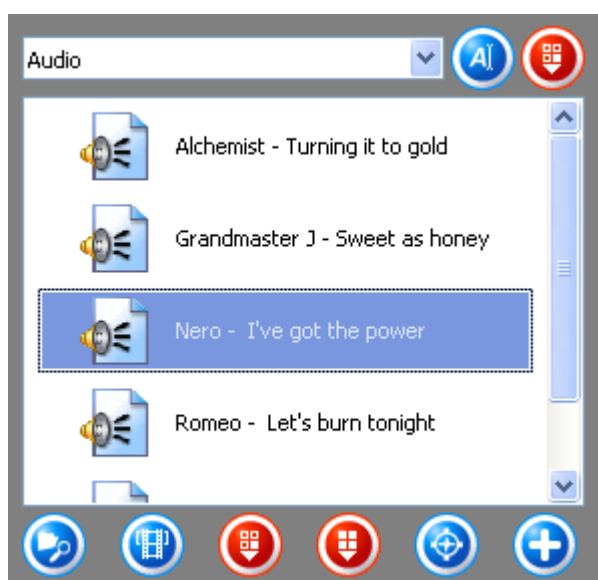 Audio
A
Alchemist - Turning it to gold
Grandmaster J - Sweet as honey
Nero -  I've got the power
Romeo -  Let's burn tonight